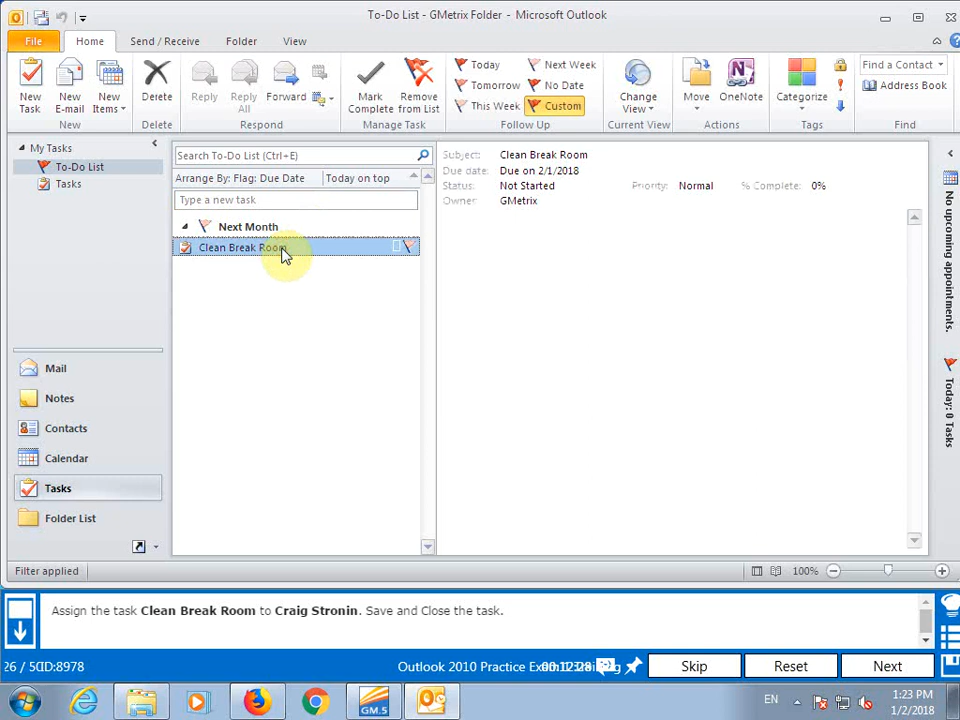 To-Do List - GMetrix Folder - Microsoft Outlook
File Home Send / Receive Folder View
New Task
New E-mail
New Items
Delete
Reply
Reply All
Forward
Mark Complete
Remove from List
Today
Tomorrow
This Week
Next Week
No Date
Custom
Change View
Move
OneNote
Categorize
Find a Contact
Address Book
New Delete Respond Manage Task Follow Up Current View Actions Tags Find
My Tasks
To-Do List
Tasks
Mail
Notes
Contacts
Calendar
Tasks
Folder List
Search To-Do List (Ctrl+E)
Arrange By: Flag: Due Date Today on top
Type a new task
Next Month
Clean Break Room
Subject: Clean Break Room
Due date: Due on 2/1/2018
Status: Not Started Priority: Normal % Complete: 0%
Owner: GMetrix
No upcoming appointments.
Today: 0 Tasks
Filter applied 100%
Assign the task Clean Break Room to Craig Stronin. Save and Close the task.
Outlook 2010 Practice
Skip Reset Next
GM.5
EN
1:23 PM
1/2/2018